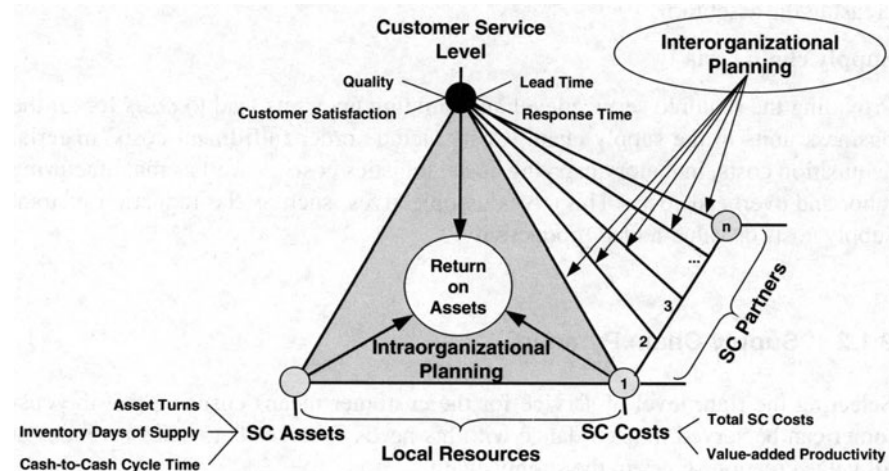 Customer Service
Level
Interorganizational
Planning
Quality
Lead Time
Customer Satisfaction
Response Time
n
...
3
2
1
SC Partners
Return
on
Assets
Intraorganizational
Planning
Asset Turns
Inventory Days of Supply
Cash-to-Cash Cycle Time
SC Assets
Local Resources
SC Costs
Total SC costs
Value-added Productivity